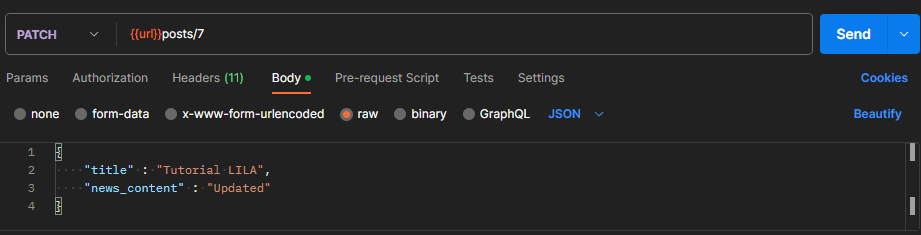 PATCH {{url}}posts/7 Send
Params Authorization Headers (11) Body Pre-request Script Tests Settings Cookies
none form-data x-www-form-urlencoded raw binary GraphQL JSON Beautify
1 {
2 "title" : "Tutorial LILA",
3 "news_content" : "Updated"
4 }